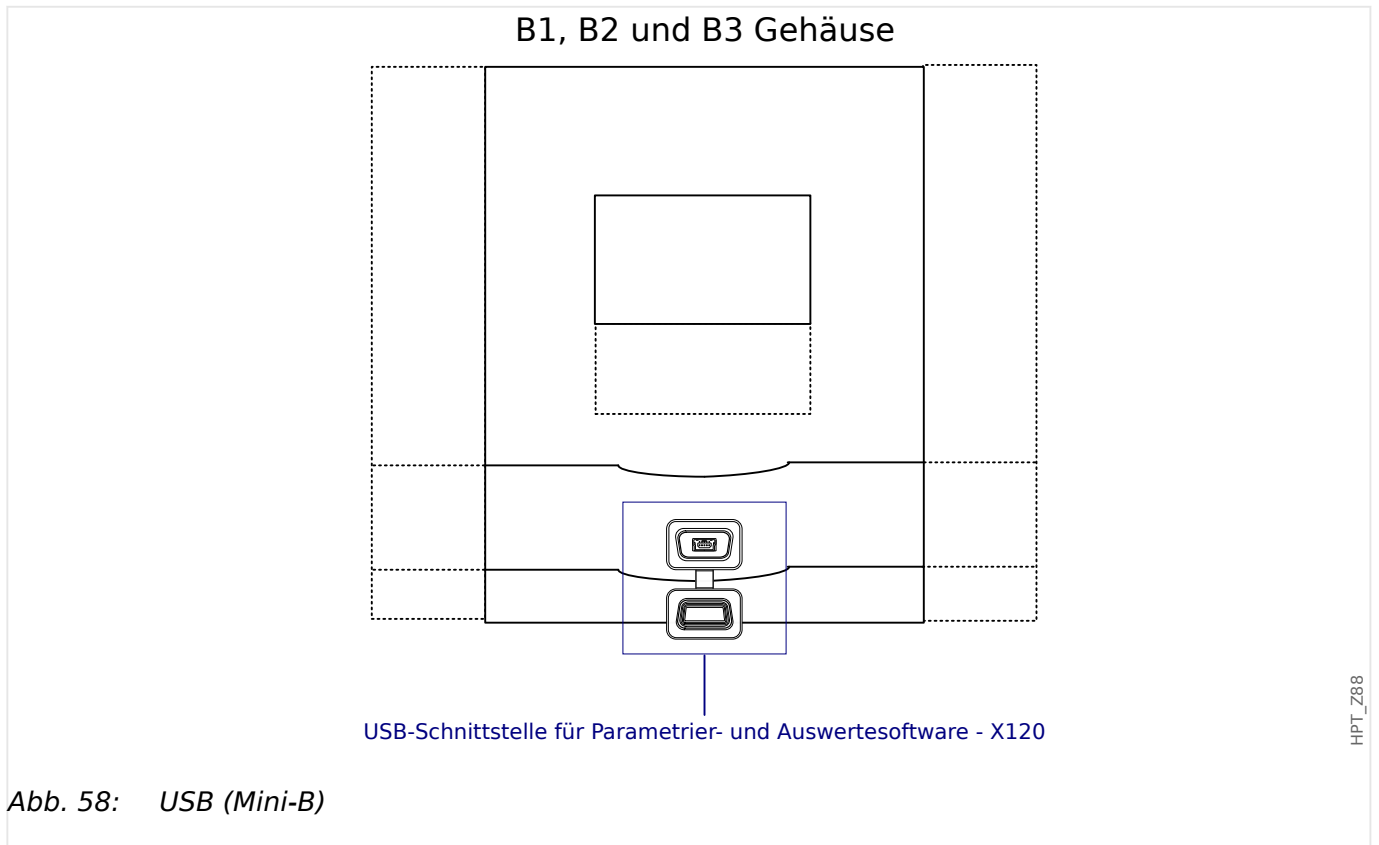 B1, B2 und B3 Gehäuse
USB-Schnittstelle für Parametrier- und Auswertesoftware - X120
HPT_Z88
Abb. 58: USB (Mini-B)